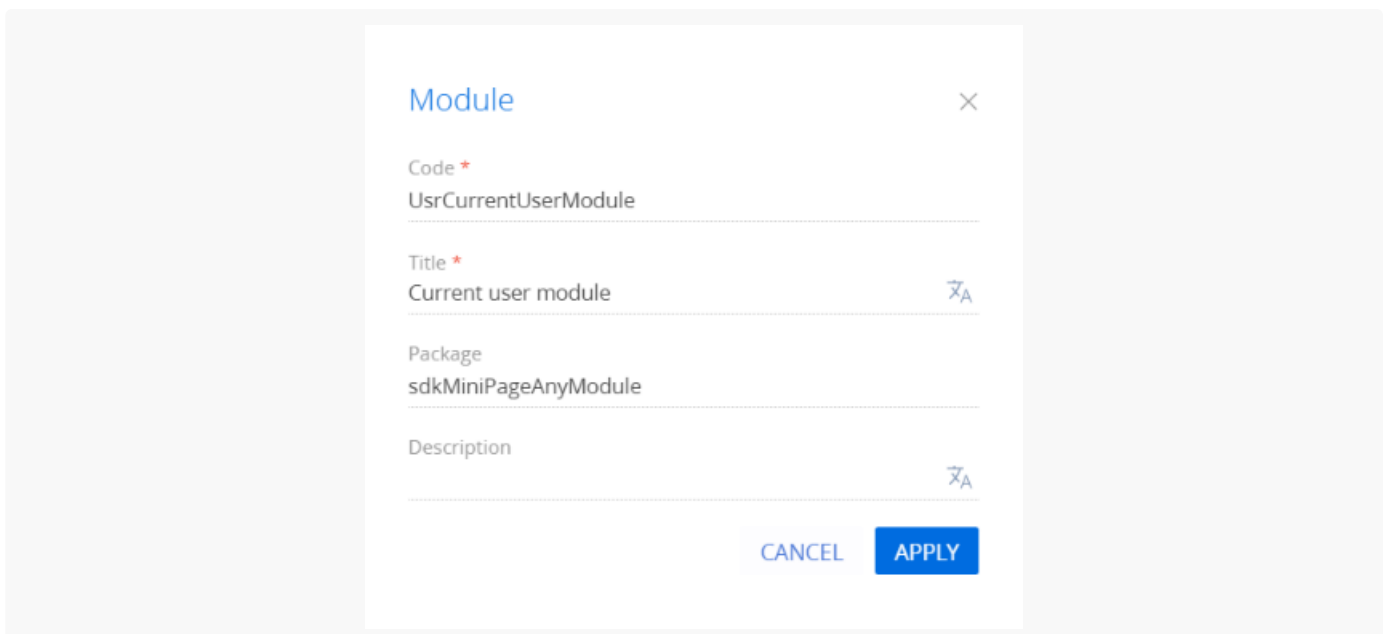 Module
Code *
UsrCurrentUserModule
Title *
Current user module
Package
sdkMiniPageAnyModule
Description
CANCEL APPLY